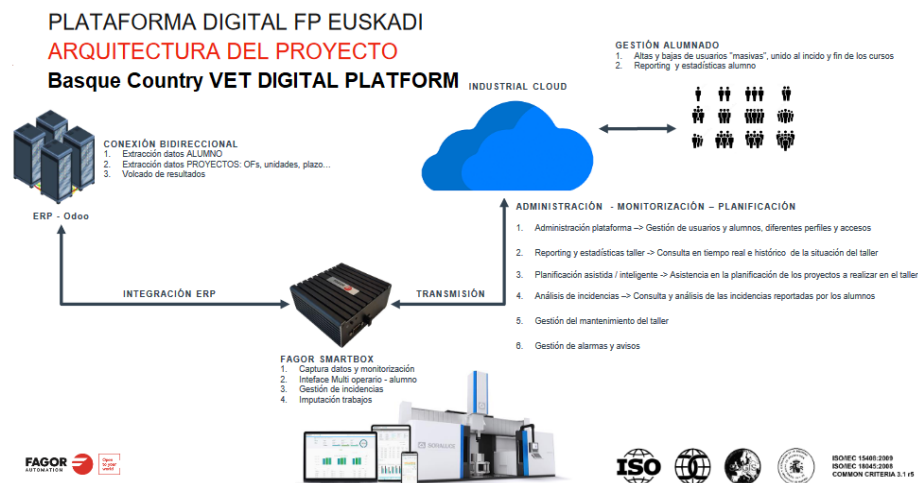 PLATAFORMA DIGITAL FP EUSKADI
ARQUITECTURA DEL PROYECTO
Basque Country VET DIGITAL PLATFORM
INDUSTRIAL CLOUD
GESTIÓN ALUMNADO
1. Altas y bajas de usuarios "masivas", unido al incido y fin de los cursos
2. Reporting y estadísticas alumno
CONEXIÓN BIDIRECCIONAL
1. Extracción datos ALUMNO
2. Extracción datos PROYECTOS: OFs, unidades, plazo…
3. Volcado de resultados
ERP - Odoo
ADMINISTRACIÓN - MONITORIZACIÓN – PLANIFICACIÓN
1. Administración plataforma –> Gestión de usuarios y alumnos, diferentes perfiles y accesos
2. Reporting y estadísticas taller -> Consulta en tiempo real e histórico de la situación del taller
3. Planificación asistida / inteligente -> Asistencia en la planificación de los proyectos a realizar en el taller
4. Análisis de incidencias –> Consulta y análisis de las incidencias reportadas por los alumnos
5. Gestión del mantenimiento del taller
6. Gestión de alarmas y avisos
INTEGRACIÓN ERP
TRANSMISIÓN
FAGOR SMARTBOX
1. Captura datos y monitorización
2. Inteface Multi operario - alumno
3. Gestión de incidencias
4. Imputación trabajos
SORALUCE
FAGOR
AUTOMATION
Open
to your
world
ISO
ISO/IEC 15408:2009
ISO/IEC 18045:2008
COMMON CRITERIA 3.1 r5